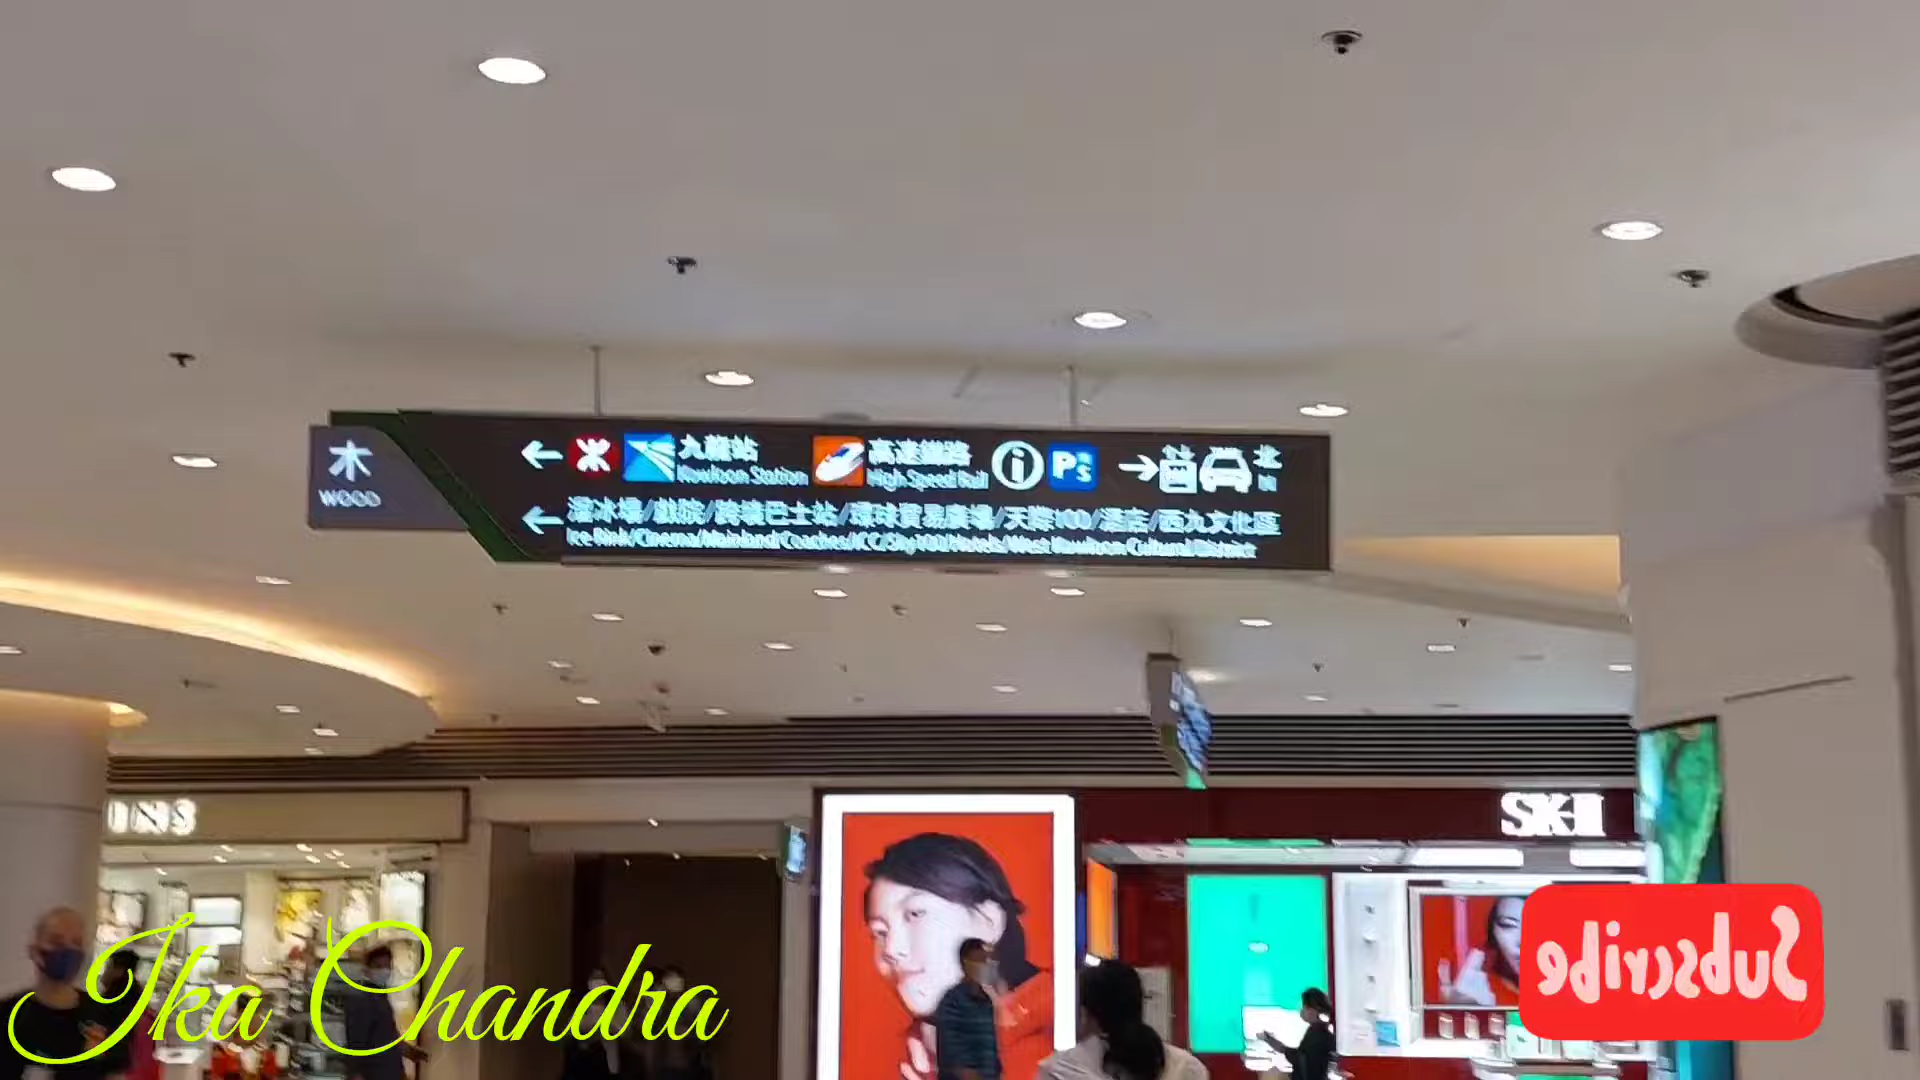 木
WOOD
九龍站
Kowloon Station
高速鐵路
High Speed Rail
i
Ps
北
溜冰場/戲院/跨境巴士站/環球貿易廣場/天際100/酒店/西九文化區
Ice Rink/Cinema/Mainland Coaches/ICC/Sky100/Hotels/West Kowloon Cultural District
INS
SK-II
Ika Chandra
Subscribe